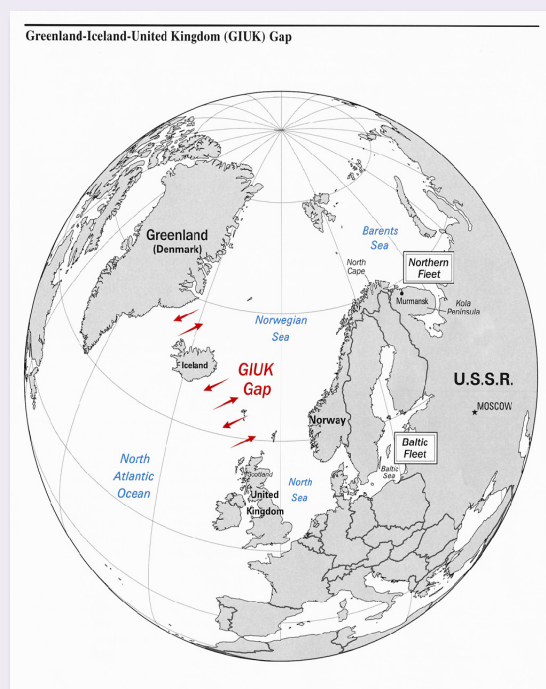 Greenland-Iceland-United Kingdom (GIUK) Gap
Greenland
(Denmark)
Barents
Sea
North
Cape
Northern
Fleet
Murmansk
Kola
Peninsula
Norwegian
Sea
Iceland
GIUK
Gap
U.S.S.R.
MOSCOW
Norway
Baltic
Fleet
Baltic
Sea
North
Atlantic
Ocean
Scotland
United
Kingdom
North
Sea